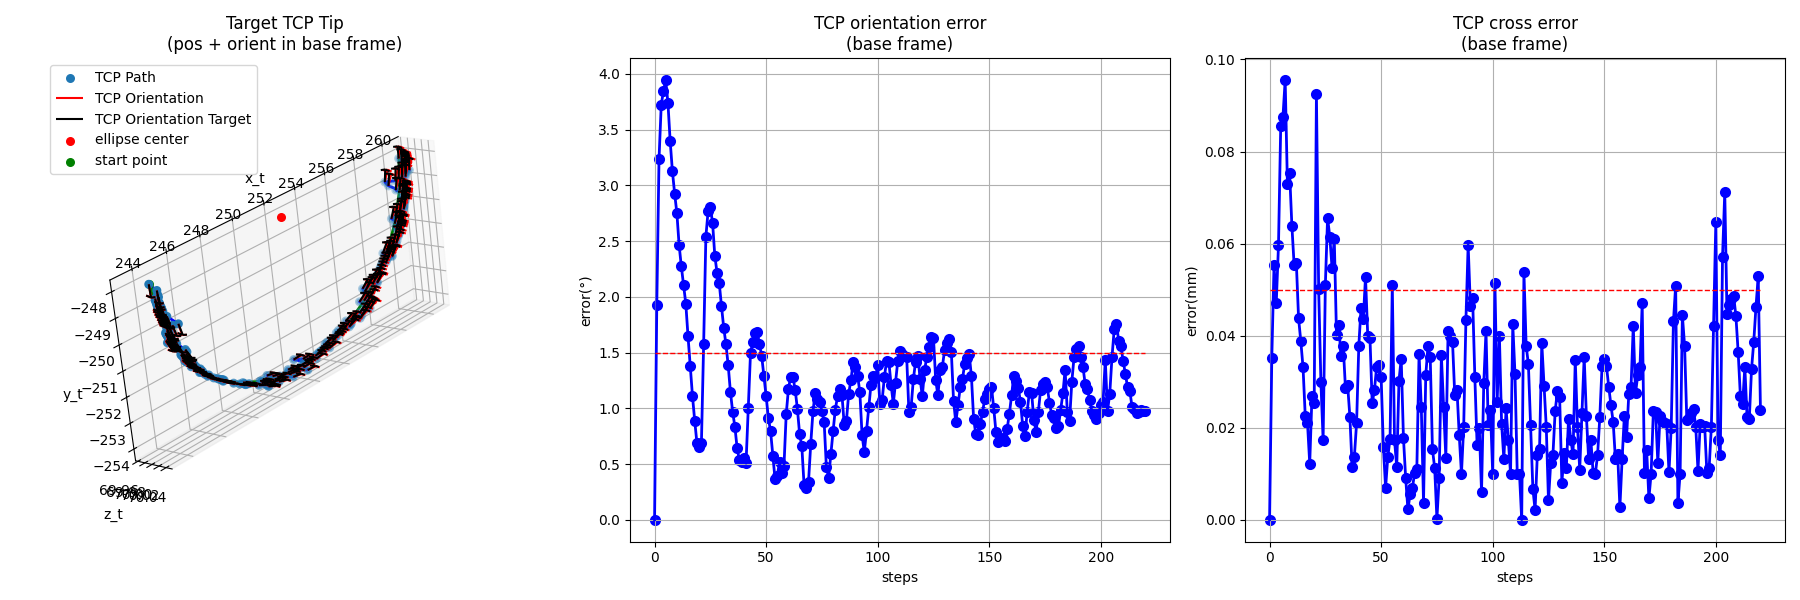 Target TCP Tip
(pos + orient in base frame)
TCP Path
TCP Orientation
TCP Orientation Target
ellipse center
start point
x_t
244
246
248
250
252
254
256
258
260
y_t
−248
−249
−250
−251
−252
−253
−254
z_t
TCP orientation error
(base frame)
error(°)
4.0
3.5
3.0
2.5
2.0
1.5
1.0
0.5
0.0
0
50
100
150
200
steps
TCP cross error
(base frame)
error(mm)
0.10
0.08
0.06
0.04
0.02
0.00
0
50
100
150
200
steps